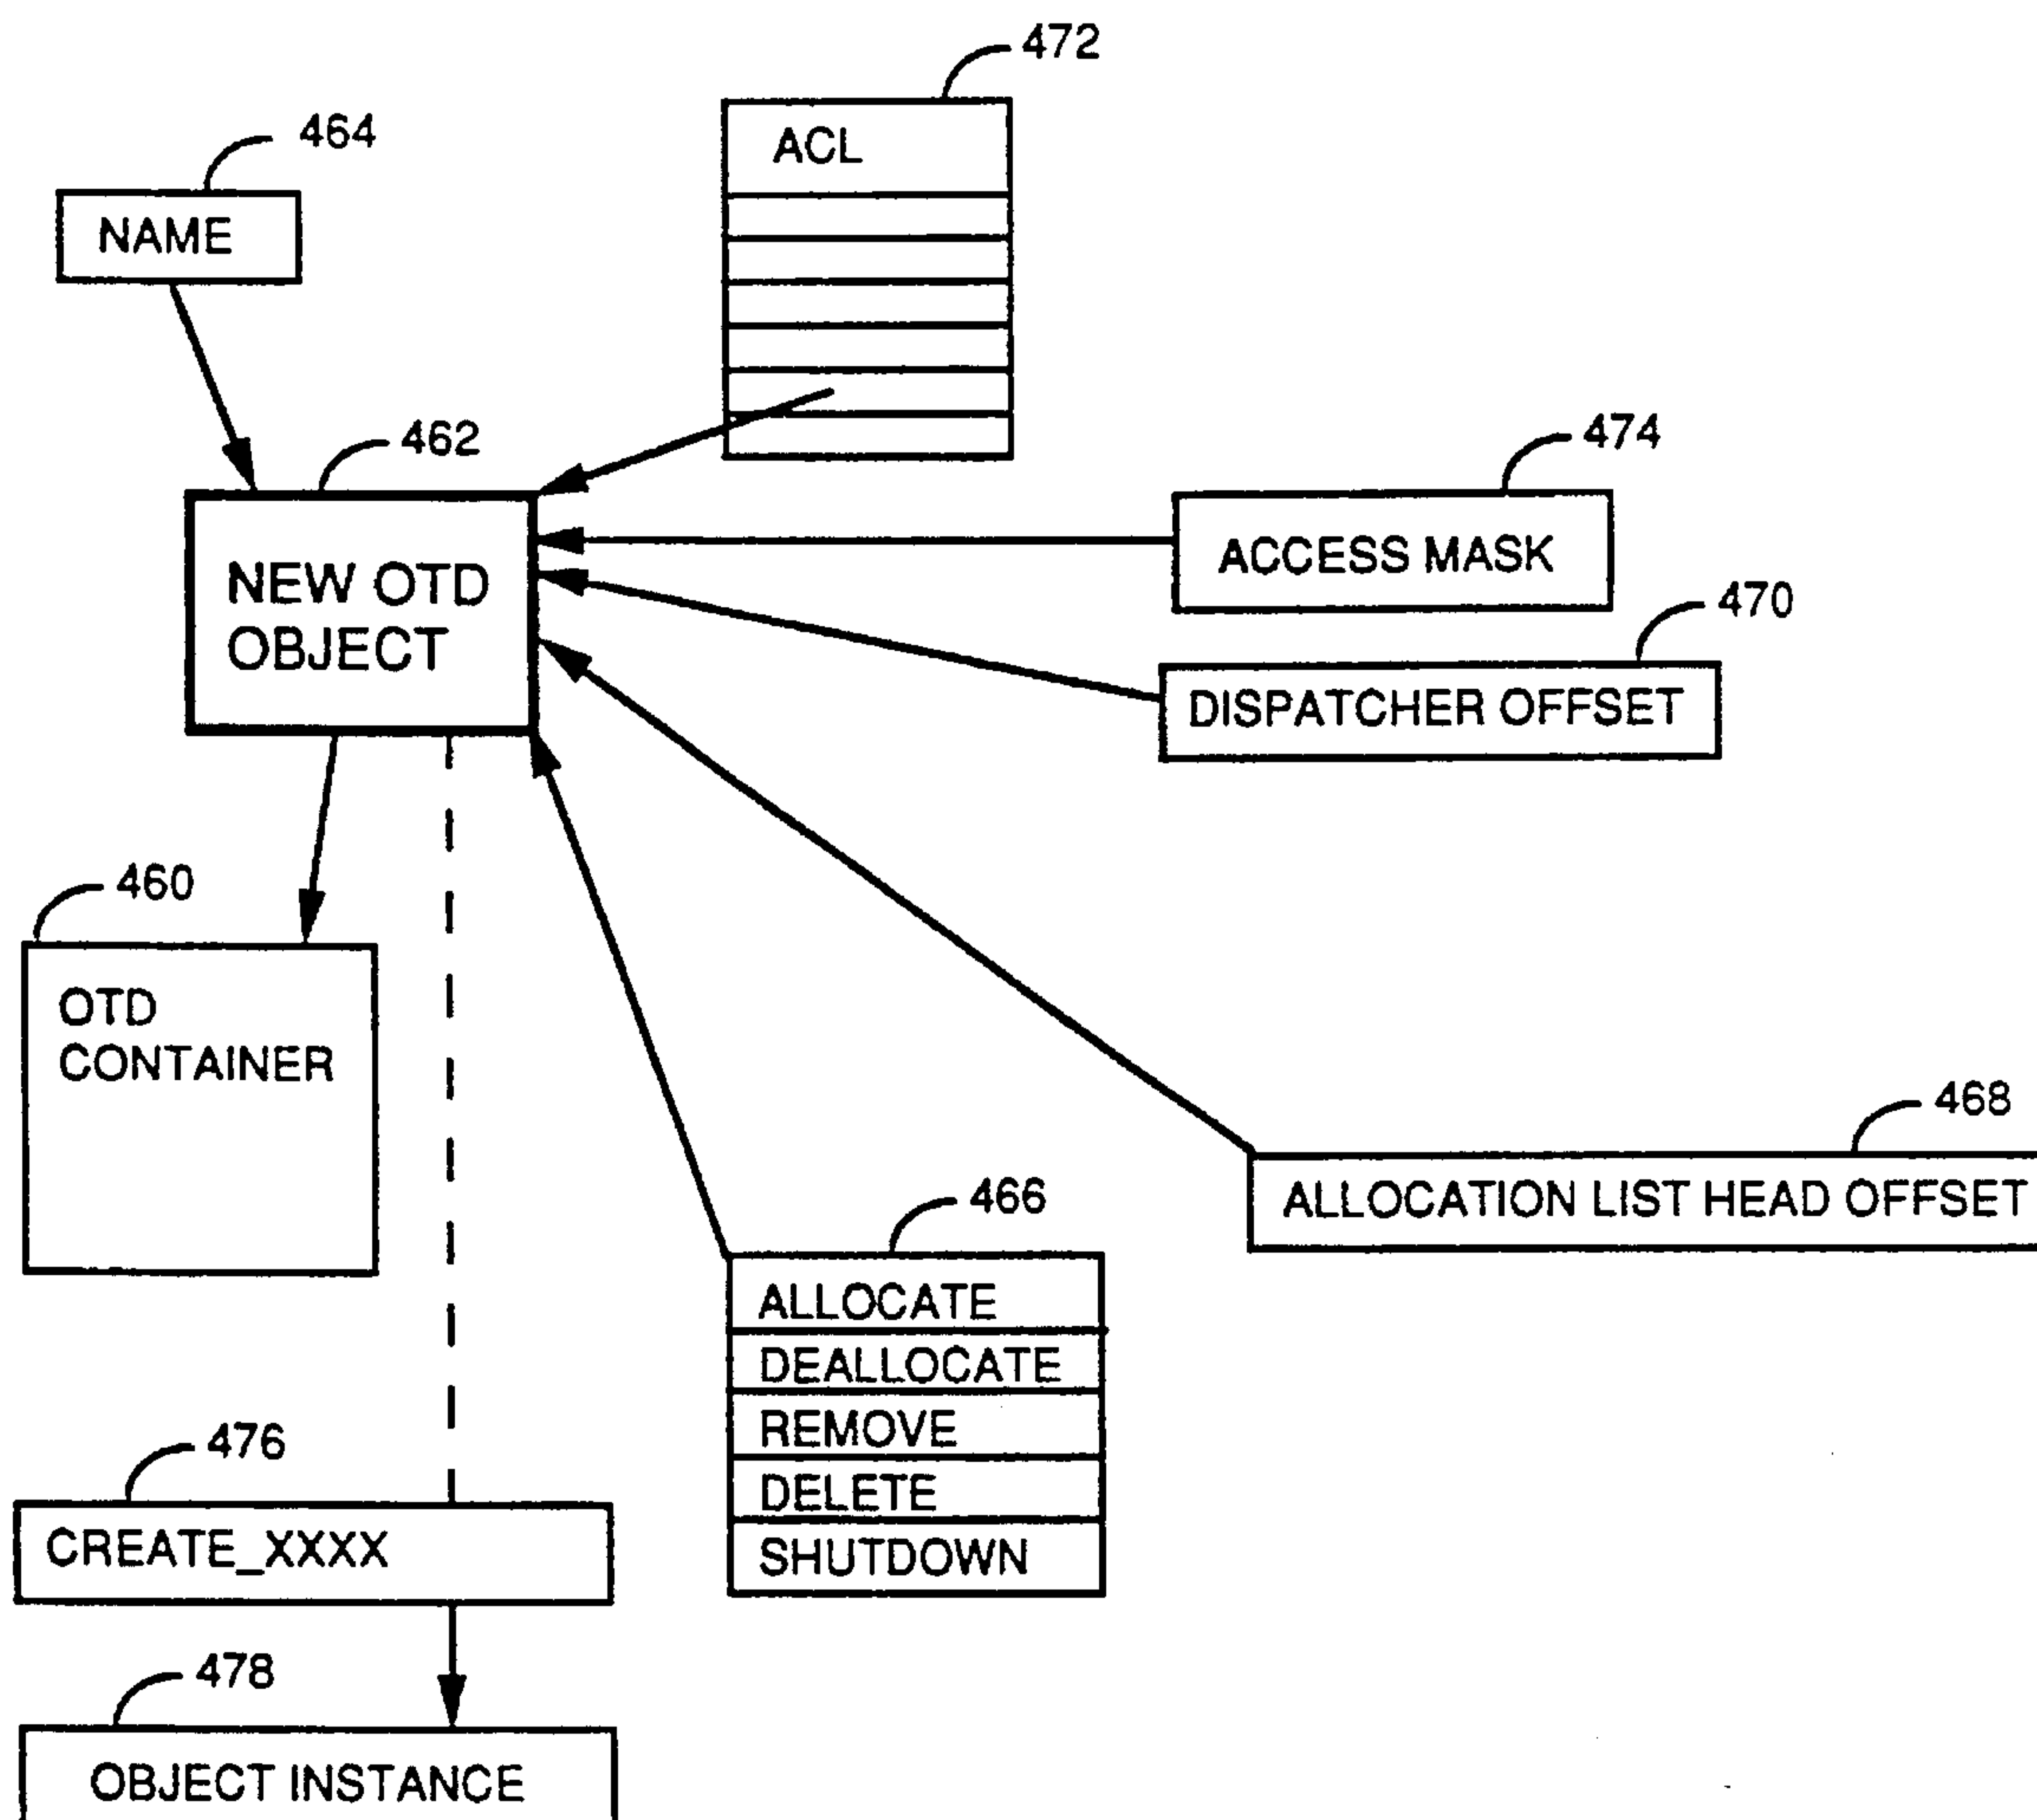 472
464
ACL
NAME
462
474
NEW OTD
OBJECT
ACCESS MASK
470
DISPATCHER OFFSET
460
OTD
CONTAINER
468
ALLOCATION LIST HEAD OFFSET
466
ALLOCATE
DEALLOCATE
REMOVE
DELETE
SHUTDOWN
476
CREATE_XXXX
478
OBJECT INSTANCE